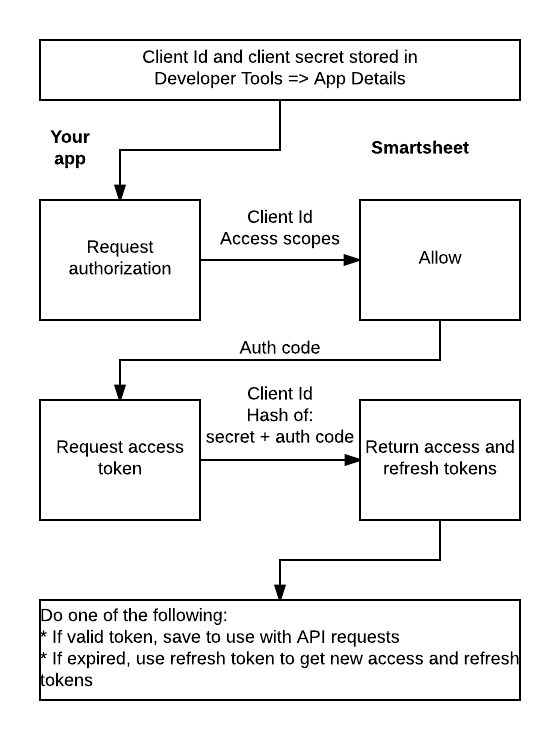 Client Id and client secret stored in
Developer Tools => App Details
Your
app
Smartsheet
Request
authorization
Client Id
Access scopes
Allow
Auth code
Request access
token
Client Id
Hash of:
secret + auth code
Return access and
refresh tokens
Do one of the following:
* If valid token, save to use with API requests
* If expired, use refresh token to get new access and refresh
tokens